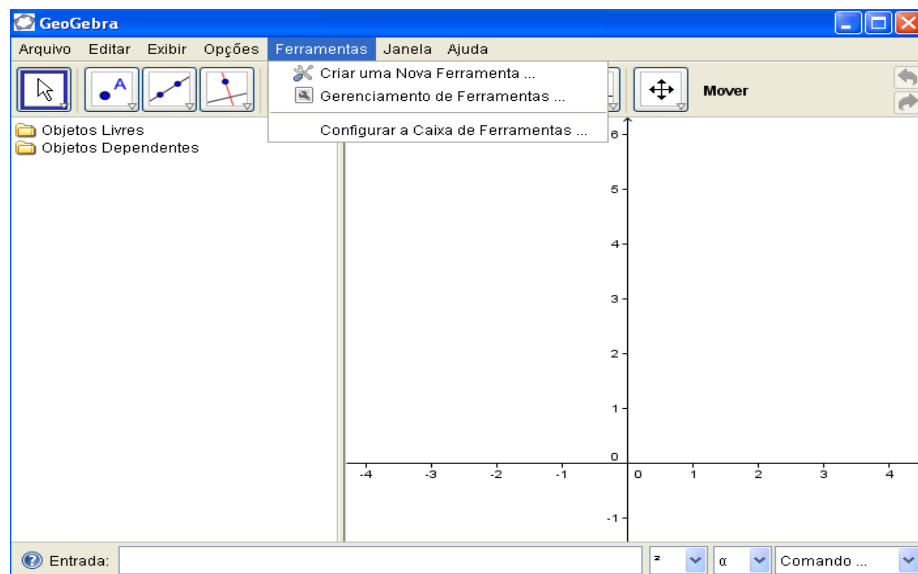 GeoGebra
Arquivo Editar Exibir Opções Ferramentas Janela Ajuda
Criar uma Nova Ferramenta ...
Gerenciamento de Ferramentas ...
Configurar a Caixa de Ferramentas ...
A
Mover
Objetos Livres
Objetos Dependentes
6
5
4
3
2
1
0
-4 -3 -2 -1 0 1 2 3 4
-1
Entrada: ² α Comando ...